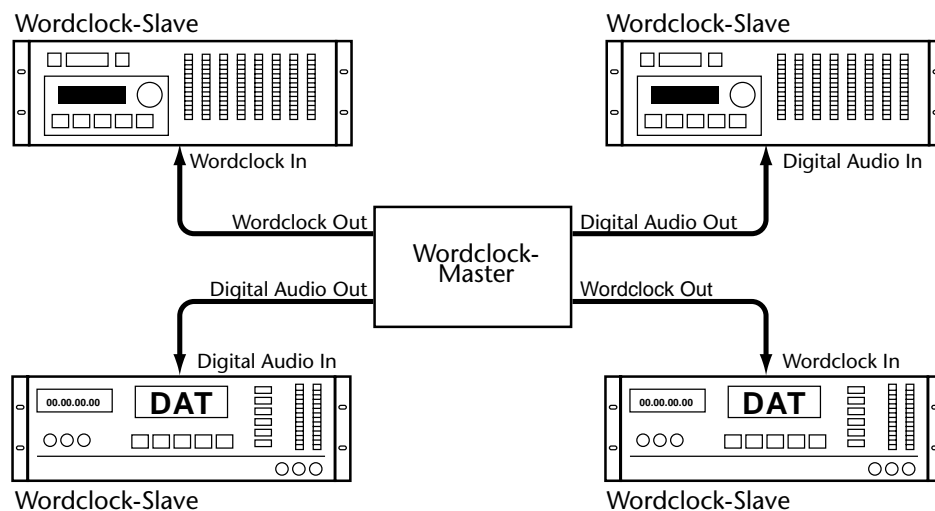 Wordclock-Slave
Wordclock-Slave
Wordclock In
Digital Audio In
Wordclock Out
Digital Audio Out
Wordclock-
Master
Digital Audio Out
Wordclock Out
Digital Audio In
Wordclock In
00.00.00.00
DAT
00.00.00.00
DAT
Wordclock-Slave
Wordclock-Slave